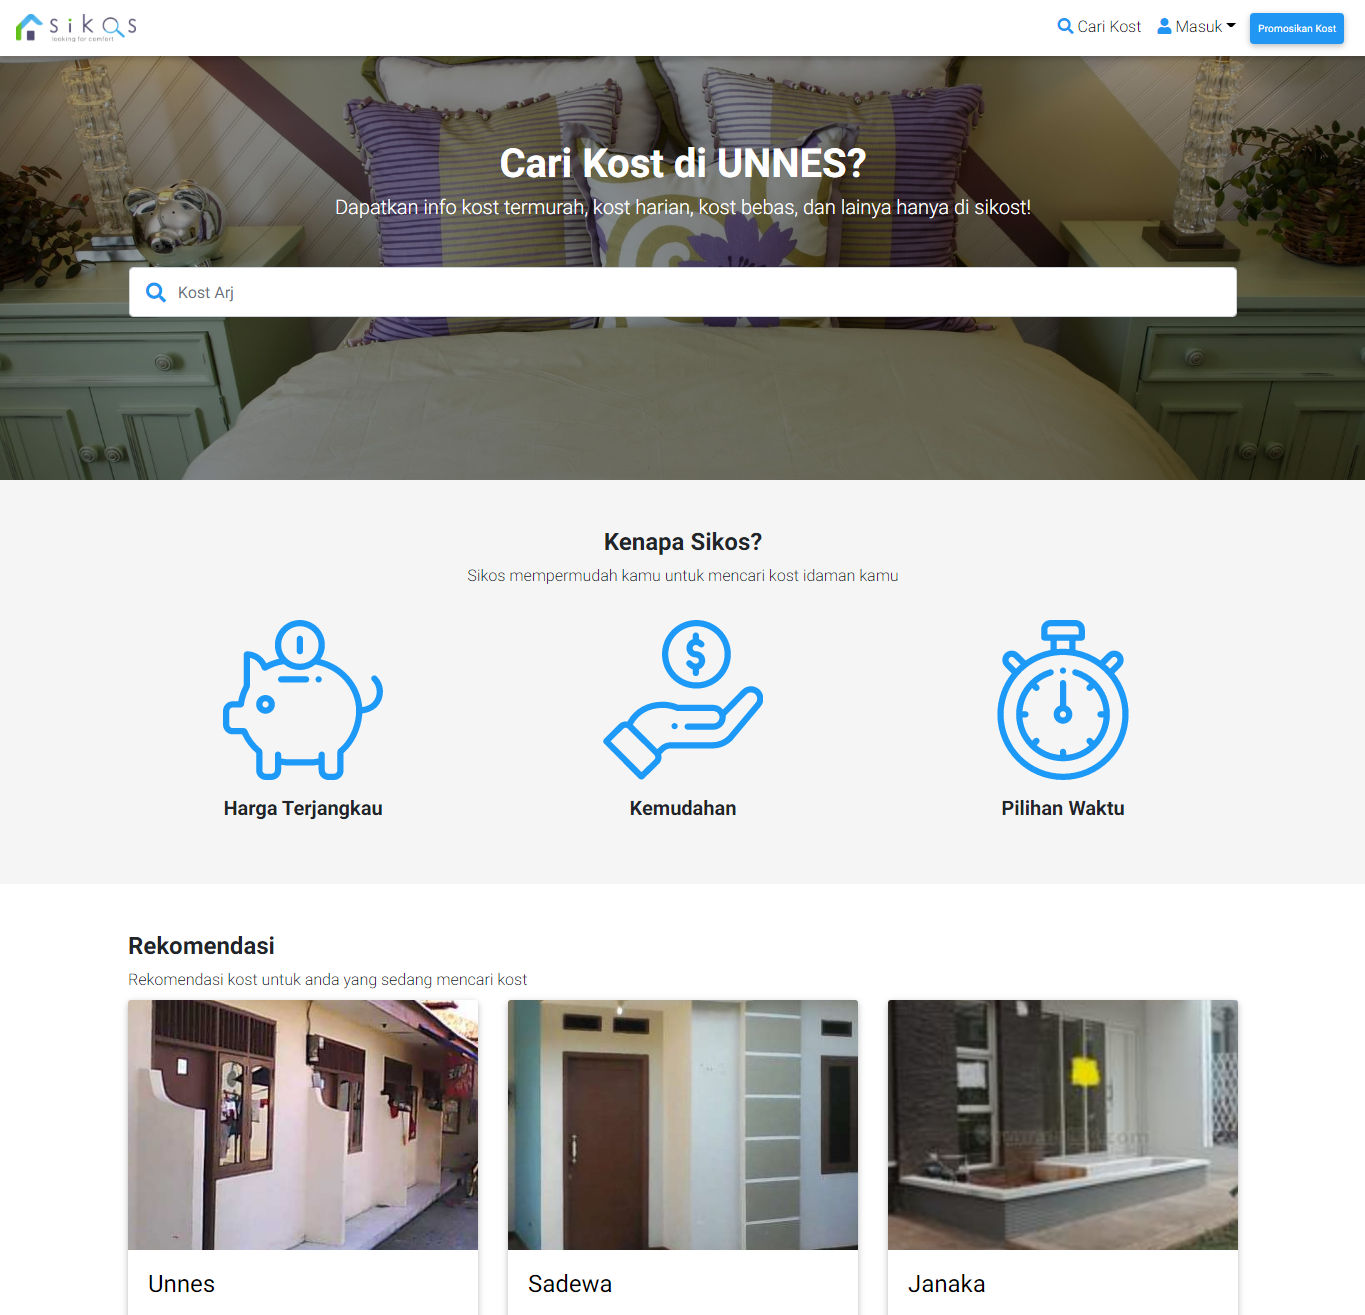 sikos
looking for comfort
Cari Kost
Masuk
Promosikan Kost
Cari Kost di UNNES?
Dapatkan info kost termurah, kost harian, kost bebas, dan lainya hanya di sikost!
Kost Arj
Kenapa Sikos?
Sikos mempermudah kamu untuk mencari kost idaman kamu
Harga Terjangkau
Kemudahan
Pilihan Waktu
Rekomendasi
Rekomendasi kost untuk anda yang sedang mencari kost
Unnes
Sadewa
Janaka